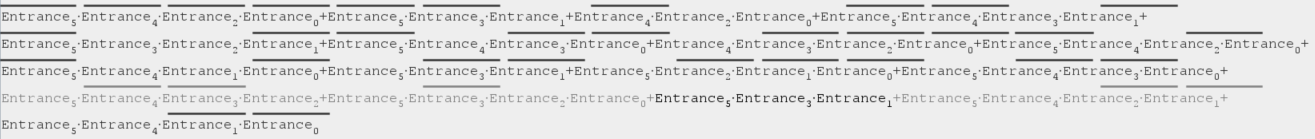 Entrance₅·Entrance₄·Entrance₂·Entrance₀+Entrance₅·Entrance₃·Entrance₁+Entrance₄·Entrance₂·Entrance₀+Entrance₅·Entrance₄·Entrance₃·Entrance₁+
Entrance₅·Entrance₃·Entrance₂·Entrance₁+Entrance₅·Entrance₄·Entrance₃·Entrance₀+Entrance₄·Entrance₃·Entrance₂·Entrance₀+Entrance₅·Entrance₄·Entrance₂·Entrance₀+
Entrance₅·Entrance₄·Entrance₁·Entrance₀+Entrance₅·Entrance₃·Entrance₁+Entrance₅·Entrance₂·Entrance₁·Entrance₀+Entrance₅·Entrance₄·Entrance₃·Entrance₀+
Entrance₅·Entrance₄·Entrance₃·Entrance₂+Entrance₅·Entrance₃·Entrance₂·Entrance₀+Entrance₅·Entrance₃·Entrance₁+Entrance₅·Entrance₄·Entrance₂·Entrance₁+
Entrance₅·Entrance₄·Entrance₁·Entrance₀